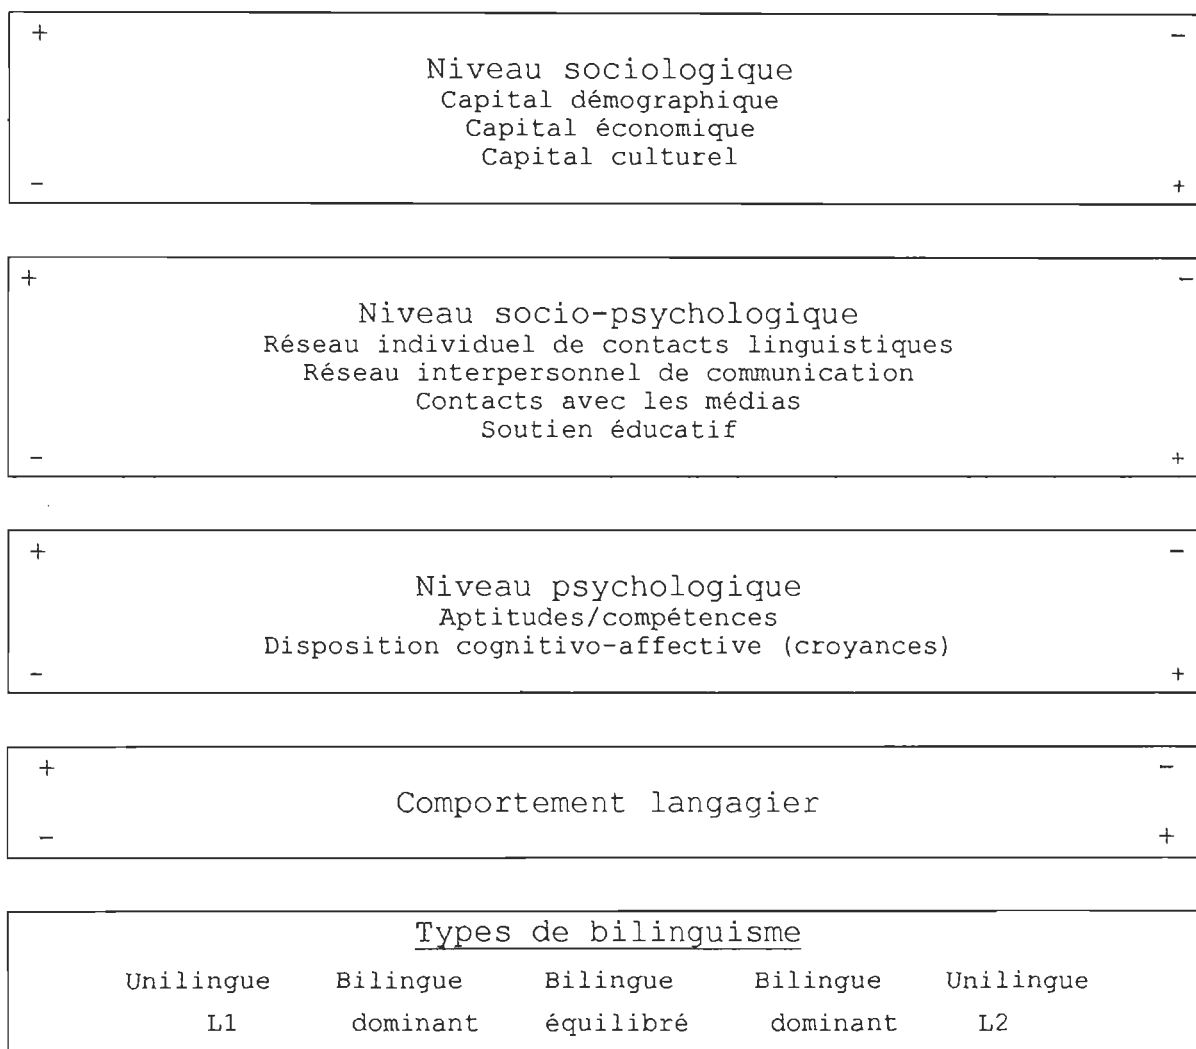 + −
Niveau sociologique
Capital démographique
Capital économique
Capital culturel
− +
+ −
Niveau socio-psychologique
Réseau individuel de contacts linguistiques
Réseau interpersonnel de communication
Contacts avec les médias
Soutien éducatif
− +
+ −
Niveau psychologique
Aptitudes/compétences
Disposition cognitivo-affective (croyances)
− +
+ −
Comportement langagier
− +
Types de bilinguisme
Unilingue Bilingue Bilingue Bilingue Unilingue
L1 dominant équilibré dominant L2